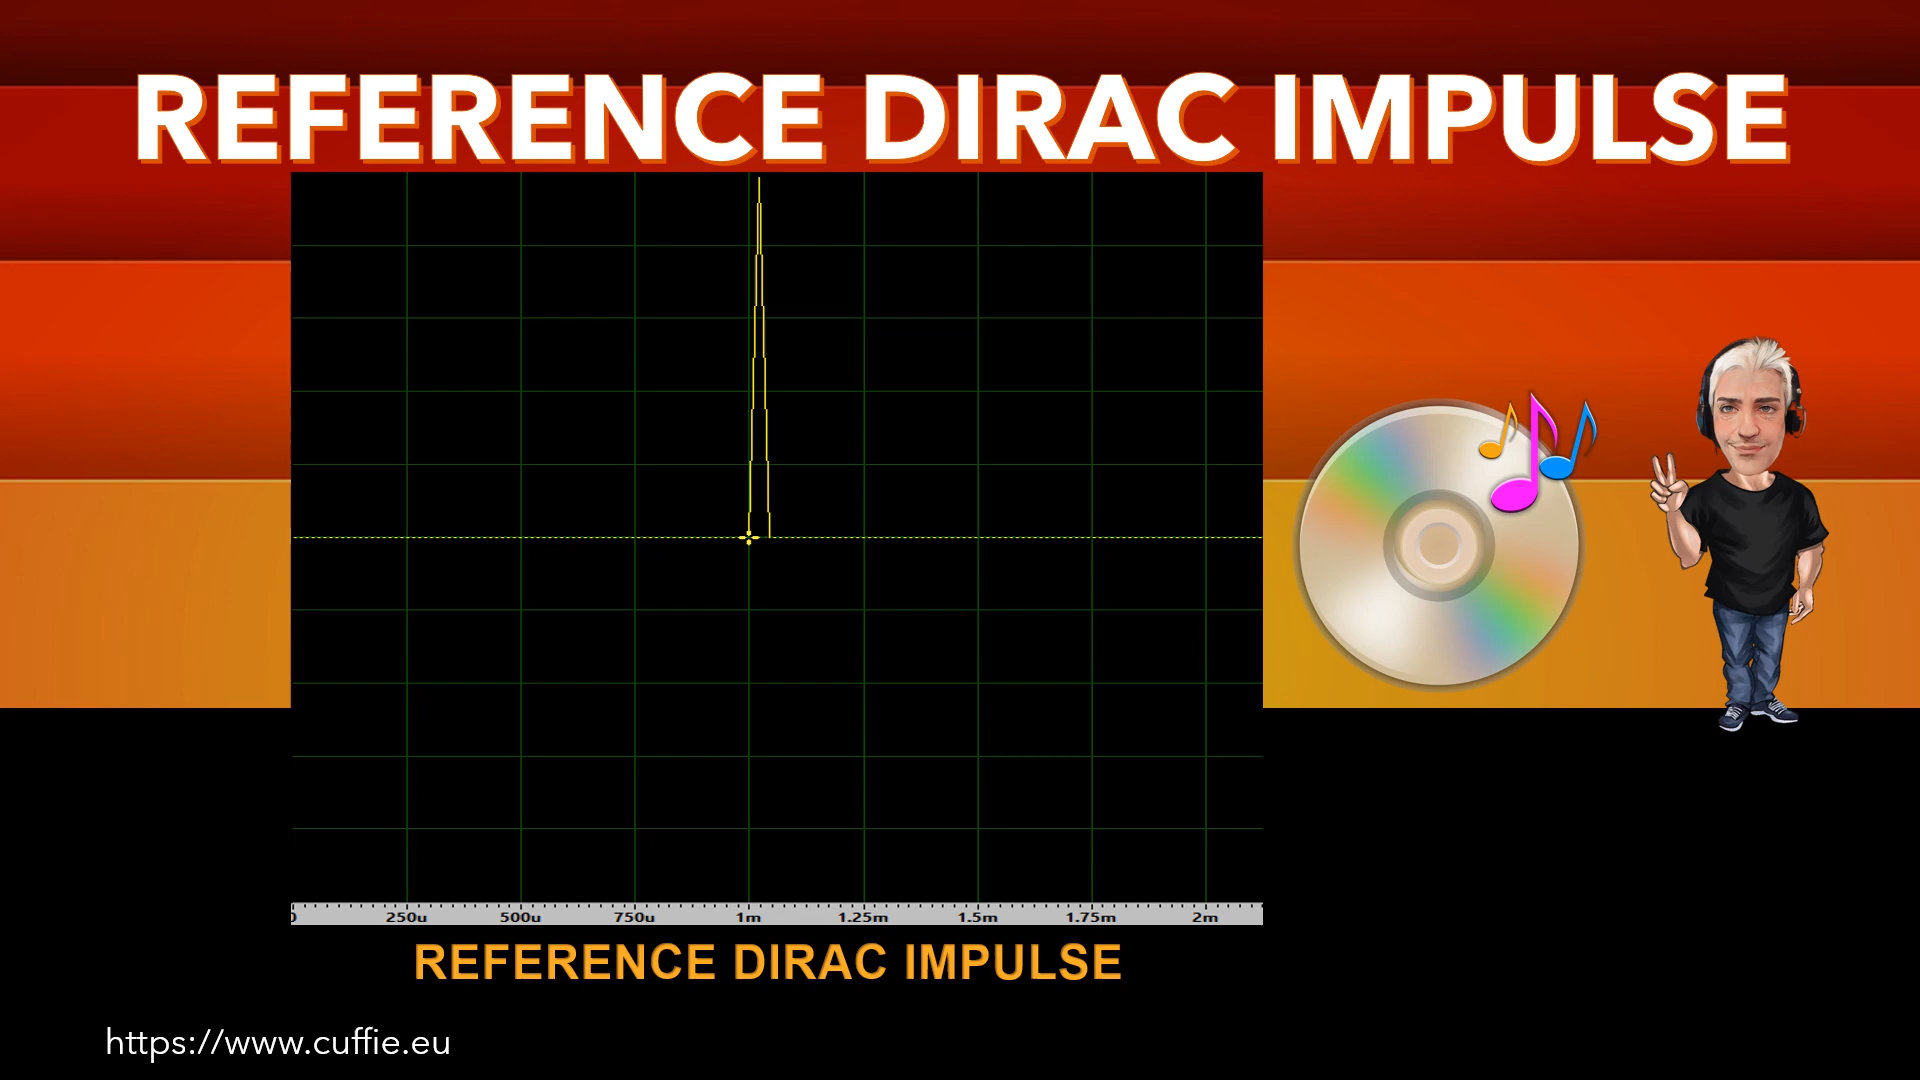 REFERENCE DIRAC IMPULSE
0 250u 500u 750u 1m 1.25m 1.5m 1.75m 2m
REFERENCE DIRAC IMPULSE
https://www.cuffie.eu